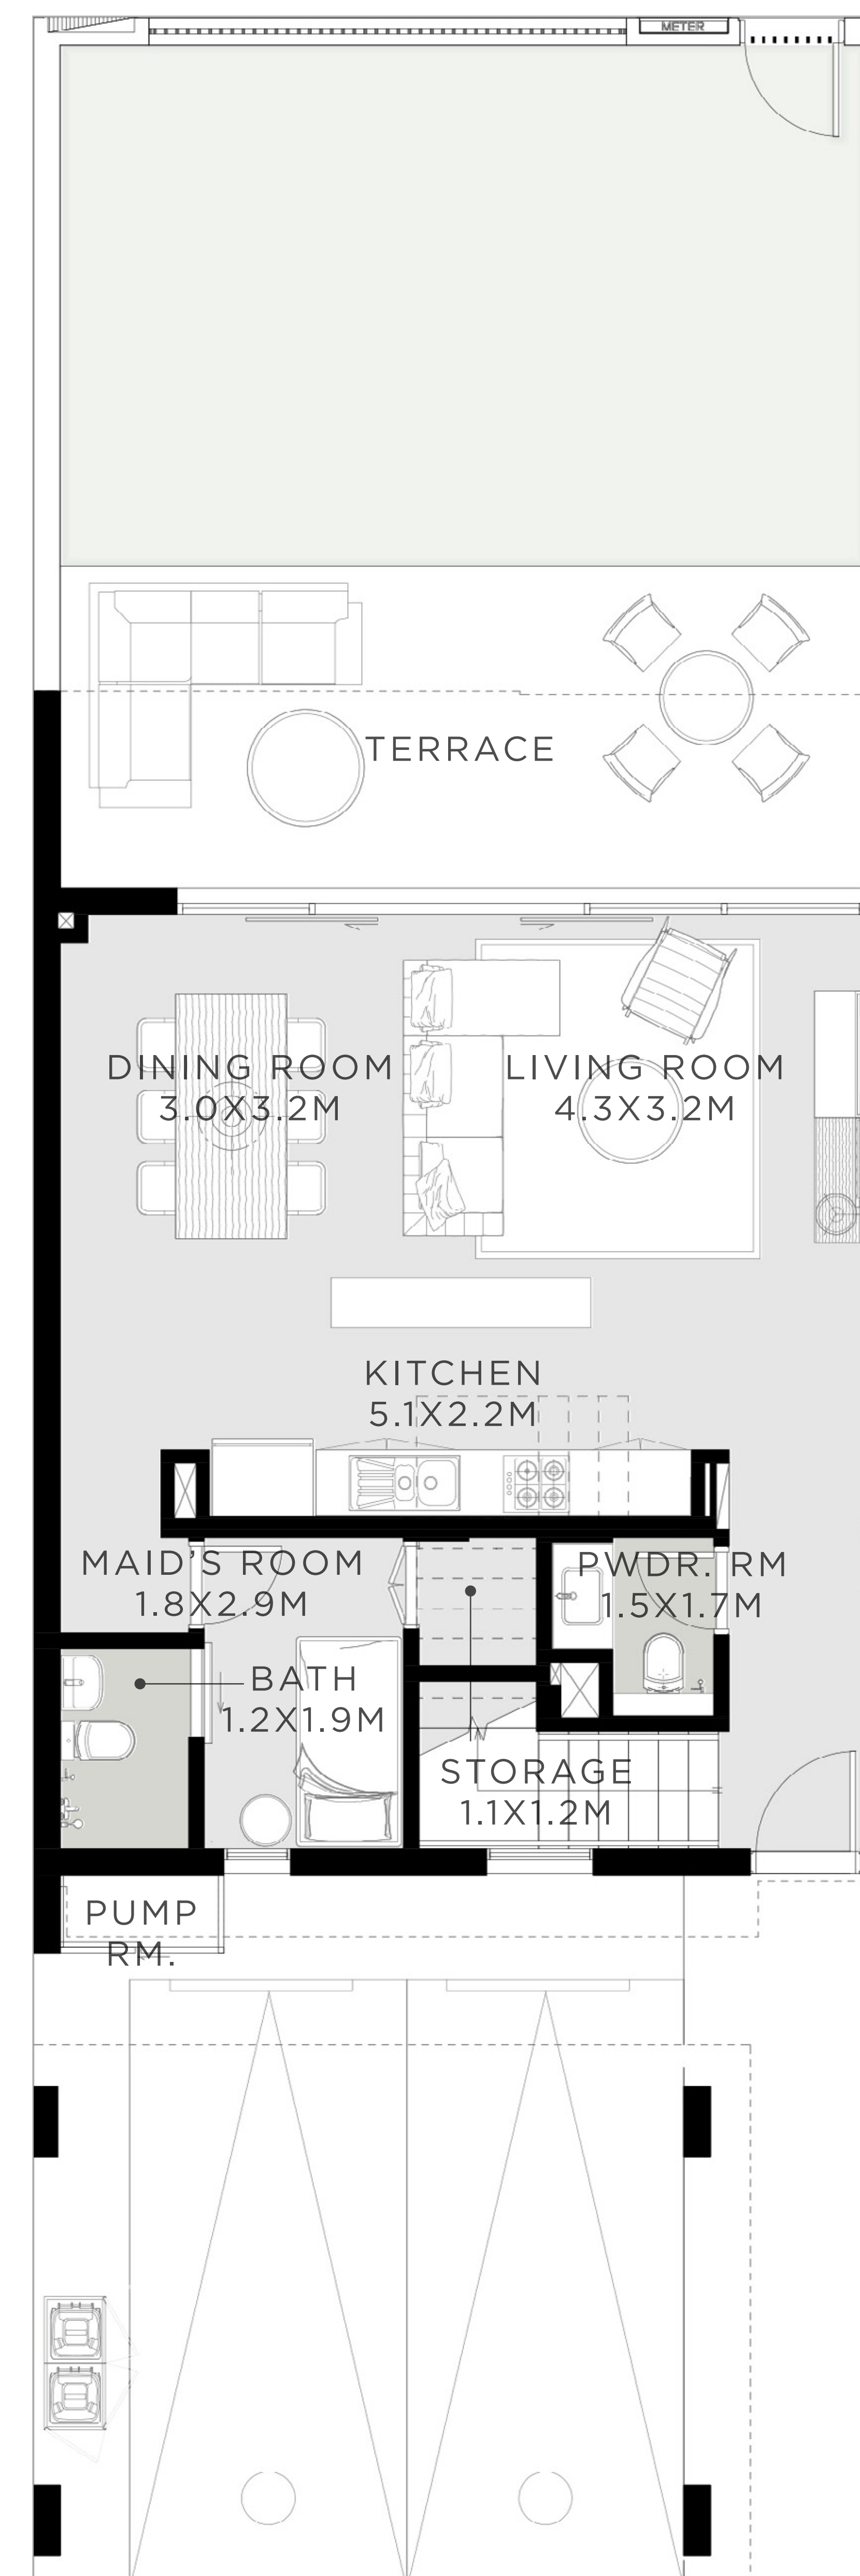 METER
TERRACE
DINING ROOM
3.0X3.2M
LIVING ROOM
4.3X3.2M
KITCHEN
5.1X2.2M
MAID'S ROOM
1.8X2.9M
PWDR. RM
1.5X1.7M
BATH
1.2X1.9M
STORAGE
1.1X1.2M
PUMP
RM.